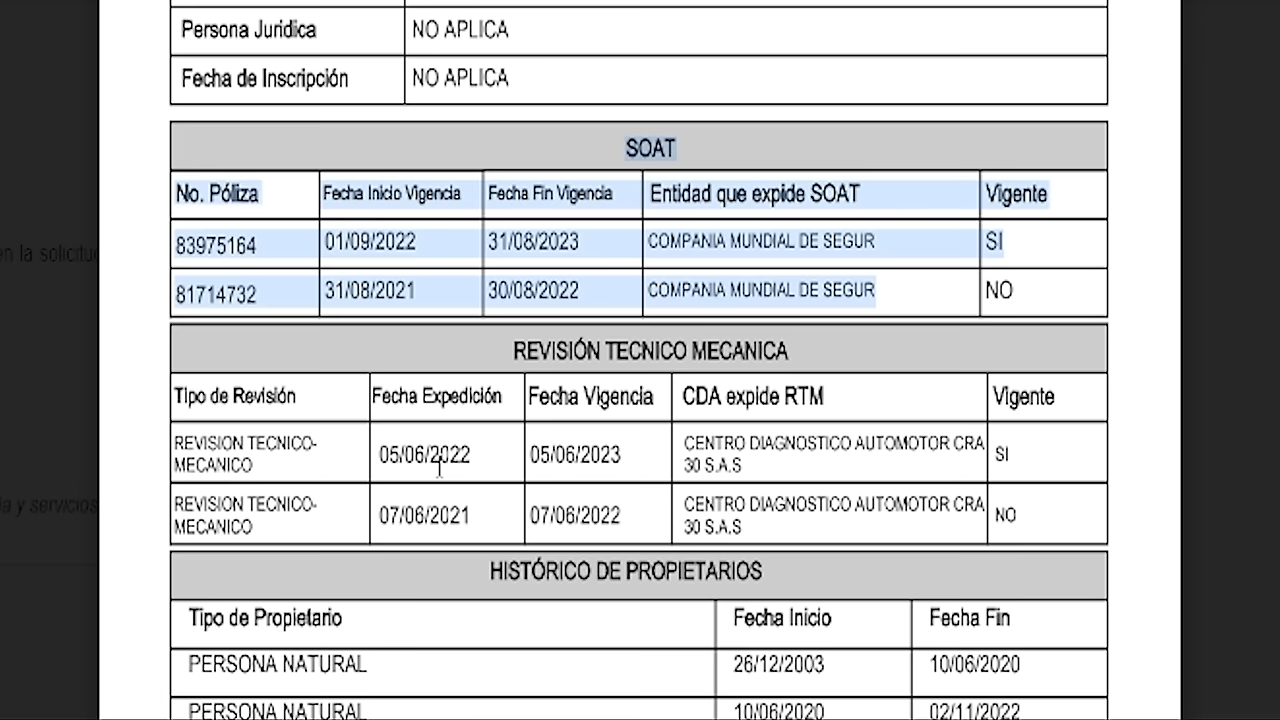 Persona Juridica NO APLICA
Fecha de Inscripción NO APLICA
SOAT
No. Póliza Fecha Inicio Vigencia Fecha Fin Vigencia Entidad que expide SOAT Vigente
83975164 01/09/2022 31/08/2023 COMPANIA MUNDIAL DE SEGUR SI
81714732 31/08/2021 30/08/2022 COMPANIA MUNDIAL DE SEGUR NO
REVISIÓN TECNICO MECANICA
Tipo de Revisión Fecha Expedición Fecha Vigencia CDA expide RTM Vigente
REVISION TECNICO-
MECANICO 05/06/2022 05/06/2023 CENTRO DIAGNOSTICO AUTOMOTOR CRA
30 S.A.S SI
REVISION TECNICO-
MECANICO 07/06/2021 07/06/2022 CENTRO DIAGNOSTICO AUTOMOTOR CRA
30 S.A.S NO
HISTÓRICO DE PROPIETARIOS
Tipo de Propietario Fecha Inicio Fecha Fin
PERSONA NATURAL 26/12/2003 10/06/2020
PERSONA NATURAL 10/06/2020 02/11/2022
en la solicitud
a y servicios